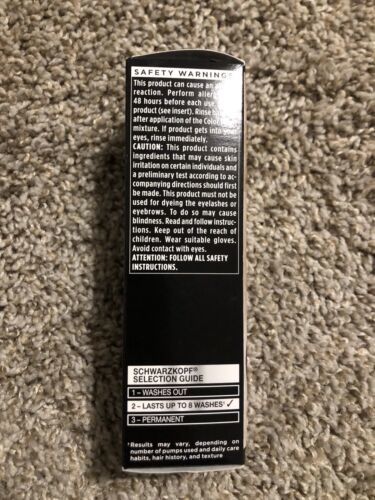 SAFETY WARNINGS
This product can cause an
reaction. Perform
48 hours before each use
product (see insert). Rinse
after application of the Color
mixture. If product gets into your
eyes, rinse immediately.
CAUTION: This product contains
ingredients that may cause skin
irritation on certain individuals and
a preliminary test according to ac-
companying directions should first
be made. This product must not be
used for dyeing the eyelashes or
eyebrows. To do so may cause
blindness. Read and follow instruc-
tions. Keep out of the reach of
children. Wear suitable gloves.
Avoid contact with eyes.
ATTENTION: FOLLOW ALL SAFETY
INSTRUCTIONS.
SCHWARZKOPF®
SELECTION GUIDE
1 – WASHES OUT
2 – LASTS UP TO 8 WASHES¹ ✓
3 – PERMANENT
¹Results may vary, depending on
number of pumps used and daily care
habits, hair history, and texture